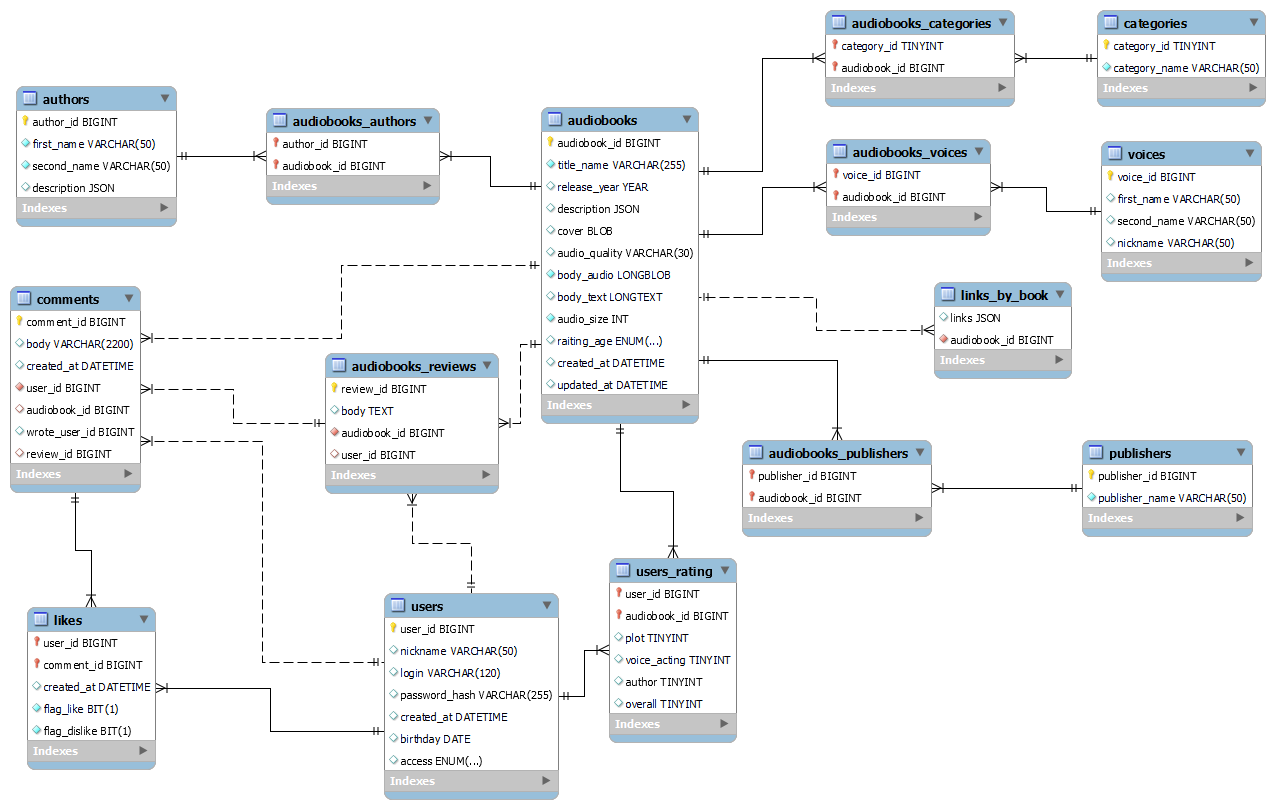 authors
author_id BIGINT
first_name VARCHAR(50)
second_name VARCHAR(50)
description JSON
Indexes
audiobooks_authors
author_id BIGINT
audiobook_id BIGINT
Indexes
audiobooks
audiobook_id BIGINT
title_name VARCHAR(255)
release_year YEAR
description JSON
cover BLOB
audio_quality VARCHAR(30)
body_audio LONGBLOB
body_text LONGTEXT
audio_size INT
raiting_age ENUM(...)
created_at DATETIME
updated_at DATETIME
Indexes
audiobooks_categories
category_id TINYINT
audiobook_id BIGINT
Indexes
categories
category_id TINYINT
category_name VARCHAR(50)
Indexes
audiobooks_voices
voice_id BIGINT
audiobook_id BIGINT
Indexes
voices
voice_id BIGINT
first_name VARCHAR(50)
second_name VARCHAR(50)
nickname VARCHAR(50)
Indexes
links_by_book
links JSON
audiobook_id BIGINT
Indexes
comments
comment_id BIGINT
body VARCHAR(2200)
created_at DATETIME
user_id BIGINT
audiobook_id BIGINT
wrote_user_id BIGINT
review_id BIGINT
Indexes
audiobooks_reviews
review_id BIGINT
body TEXT
audiobook_id BIGINT
user_id BIGINT
Indexes
audiobooks_publishers
publisher_id BIGINT
audiobook_id BIGINT
Indexes
publishers
publisher_id BIGINT
publisher_name VARCHAR(50)
Indexes
likes
user_id BIGINT
comment_id BIGINT
created_at DATETIME
flag_like BIT(1)
flag_dislike BIT(1)
Indexes
users
user_id BIGINT
nickname VARCHAR(50)
login VARCHAR(120)
password_hash VARCHAR(255)
created_at DATETIME
birthday DATE
access ENUM(...)
Indexes
users_rating
user_id BIGINT
audiobook_id BIGINT
plot TINYINT
voice_acting TINYINT
author TINYINT
overall TINYINT
Indexes